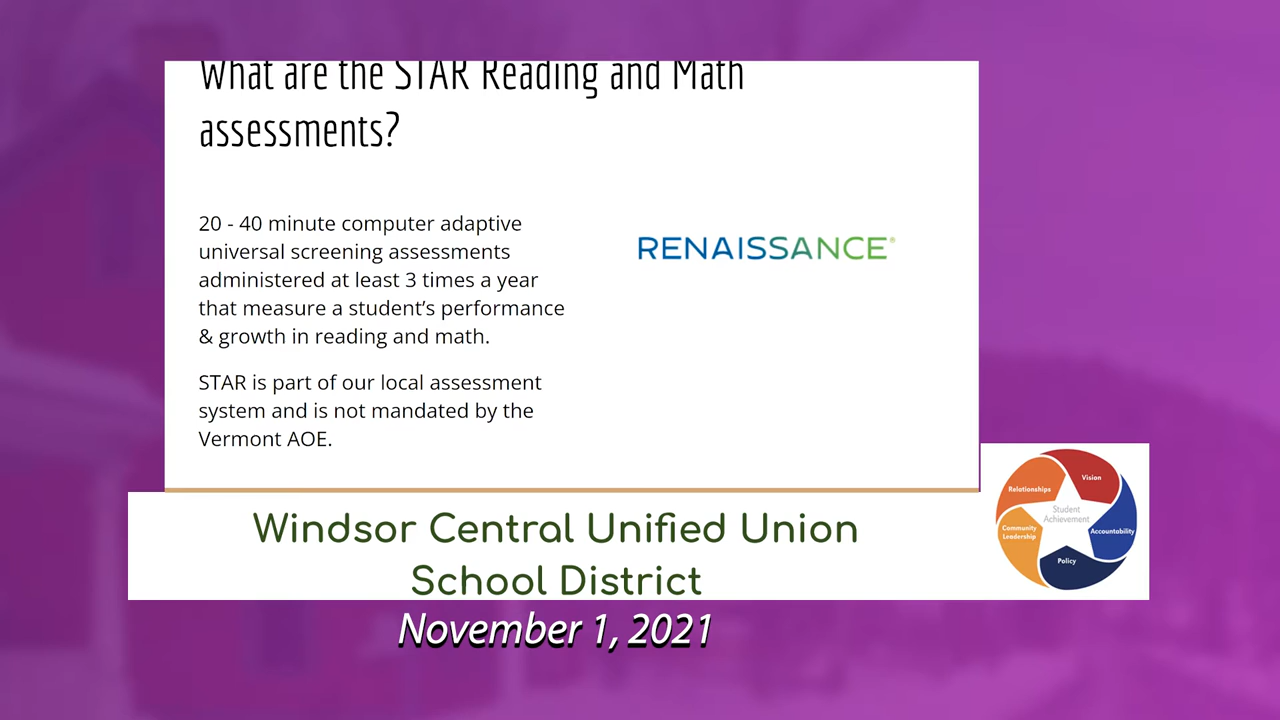 What are the STAR Reading and Math
assessments?
20 - 40 minute computer adaptive
universal screening assessments
administered at least 3 times a year
that measure a student's performance
& growth in reading and math.
STAR is part of our local assessment
system and is not mandated by the
Vermont AOE.
RENAISSANCE®
Relationships
Vision
Student
Achievement
Community
Leadership
Accountability
Policy
Windsor Central Unified Union
School District
November 1, 2021